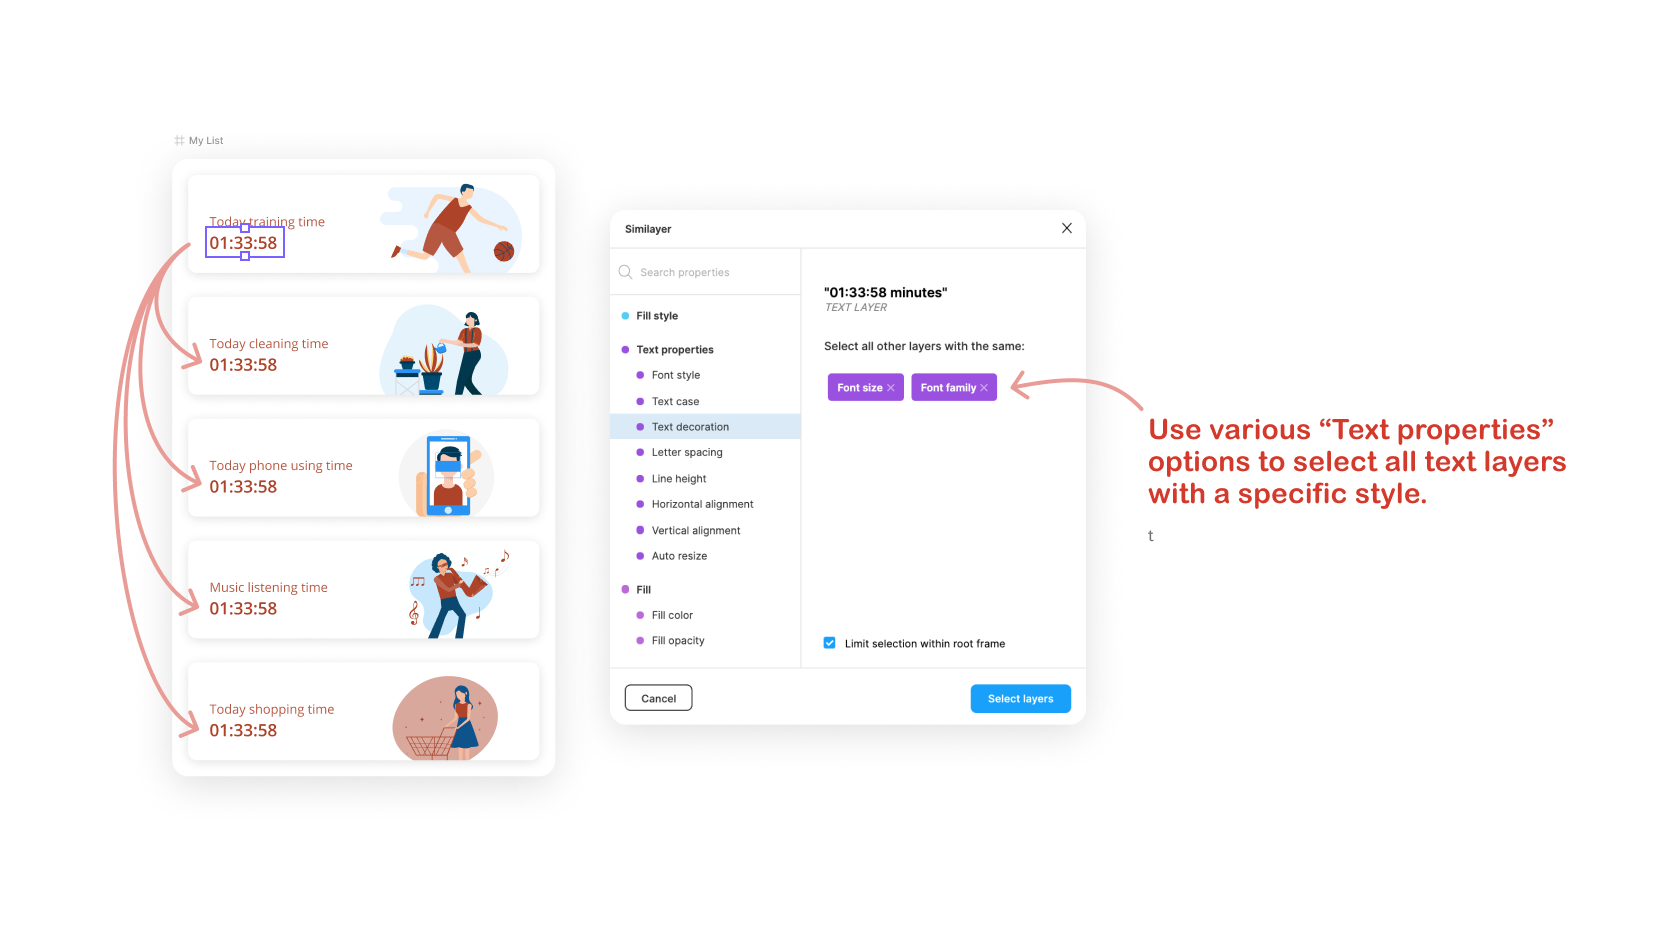 My List
Today training time
01:33:58
Today cleaning time
01:33:58
Today phone using time
01:33:58
Music listening time
01:33:58
Today shopping time
01:33:58
Similayer
Search properties
Fill style
Text properties
Font style
Text case
Text decoration
Letter spacing
Line height
Horizontal alignment
Vertical alignment
Auto resize
Fill
Fill color
Fill opacity
"01:33:58 minutes"
TEXT LAYER
Select all other layers with the same:
Font size
Font family
Limit selection within root frame
Cancel
Select layers
Use various “Text properties”
options to select all text layers
with a specific style.
t